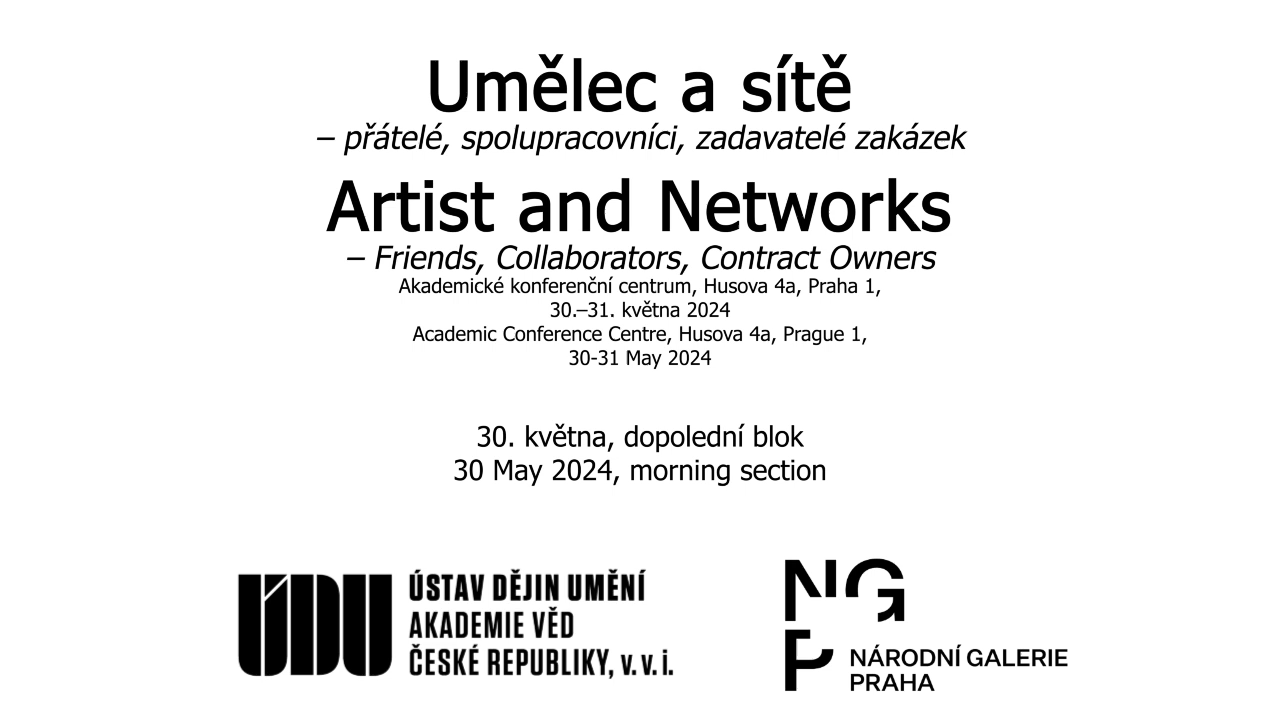 Umělec a sítě
– přátelé, spolupracovníci, zadavatelé zakázek
Artist and Networks
– Friends, Collaborators, Contract Owners
Akademické konferenční centrum, Husova 4a, Praha 1,
30.–31. května 2024
Academic Conference Centre, Husova 4a, Prague 1,
30-31 May 2024
30. května, dopolední blok
30 May 2024, morning section
ÚDU
ÚSTAV DĚJIN UMĚNÍ
AKADEMIE VĚD
ČESKÉ REPUBLIKY, v. v. i.
NG
P
NÁRODNÍ GALERIE
PRAHA